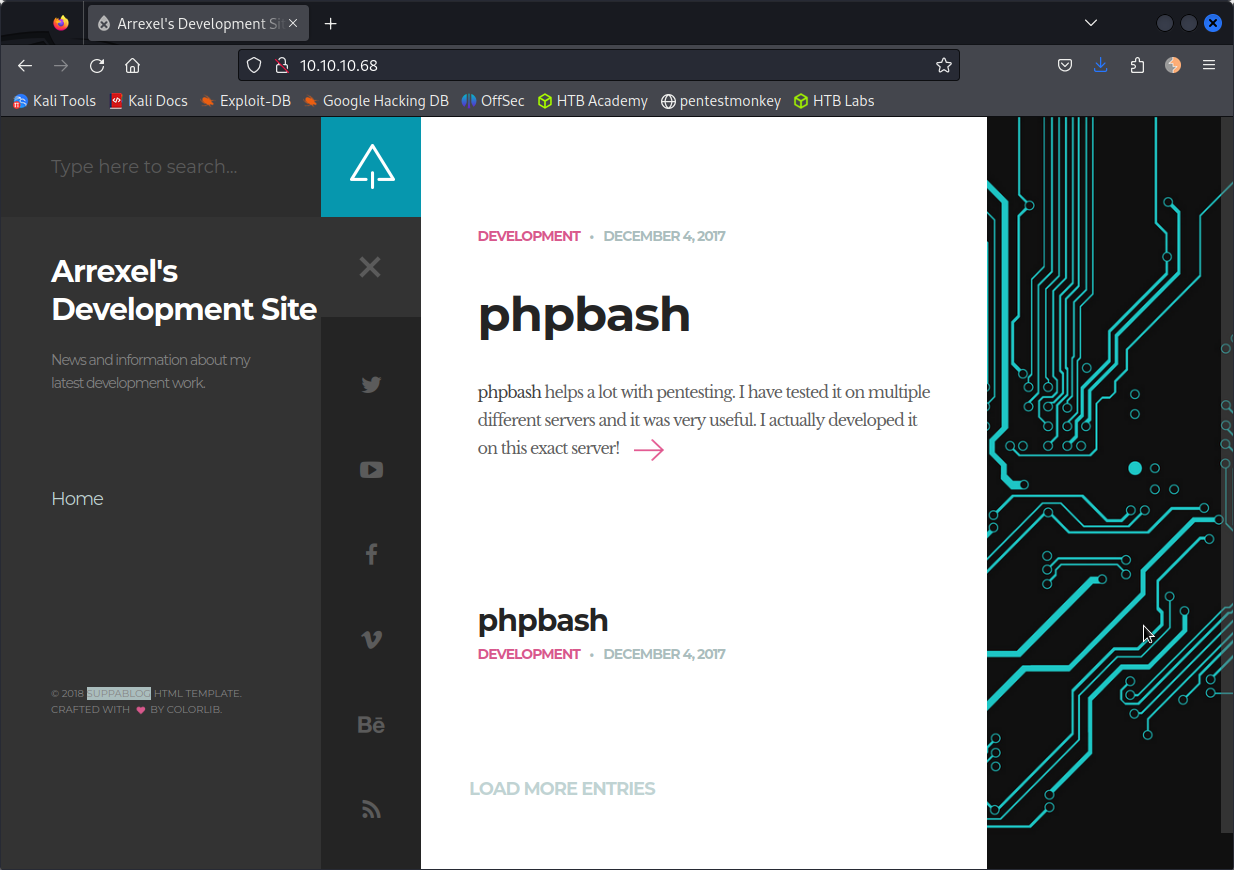 Arrexel's Development Si
10.10.10.68
Kali Tools
Kali Docs
Exploit-DB
Google Hacking DB
OffSec
HTB Academy
pentestmonkey
HTB Labs
Type here to search...
Arrexel's
Development Site
News and information about my
latest development work.
Home
© 2018 SUPPABLOG HTML TEMPLATE.
CRAFTED WITH ♥ BY COLORLIB.
Bē
DEVELOPMENT • DECEMBER 4, 2017
phpbash
phpbash helps a lot with pentesting. I have tested it on multiple
different servers and it was very useful. I actually developed it
on this exact server!
phpbash
DEVELOPMENT • DECEMBER 4, 2017
LOAD MORE ENTRIES